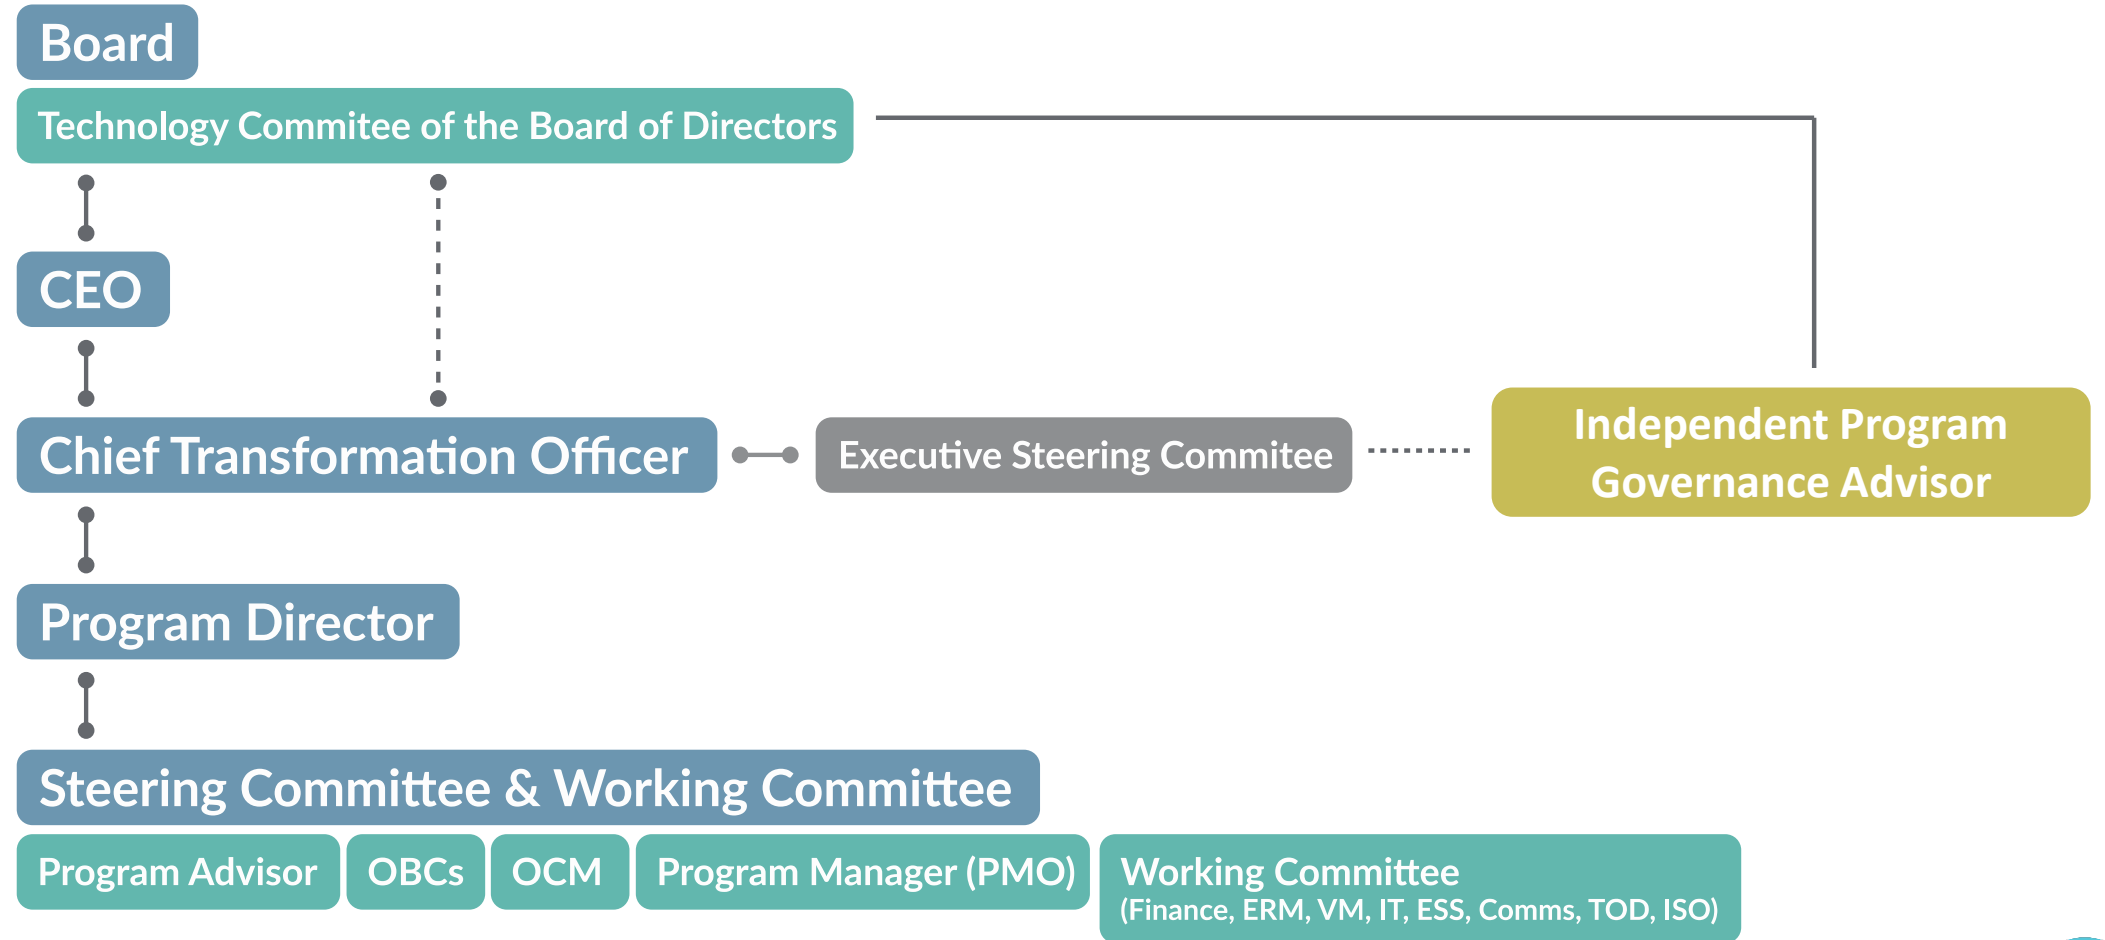 Board
Technology Commitee of the Board of Directors
CEO
Chief Transformation Officer
Executive Steering Commitee
Independent Program
Governance Advisor
Program Director
Steering Committee & Working Committee
Program Advisor
OBCs
OCM
Program Manager (PMO)
Working Committee
(Finance, ERM, VM, IT, ESS, Comms, TOD, ISO)